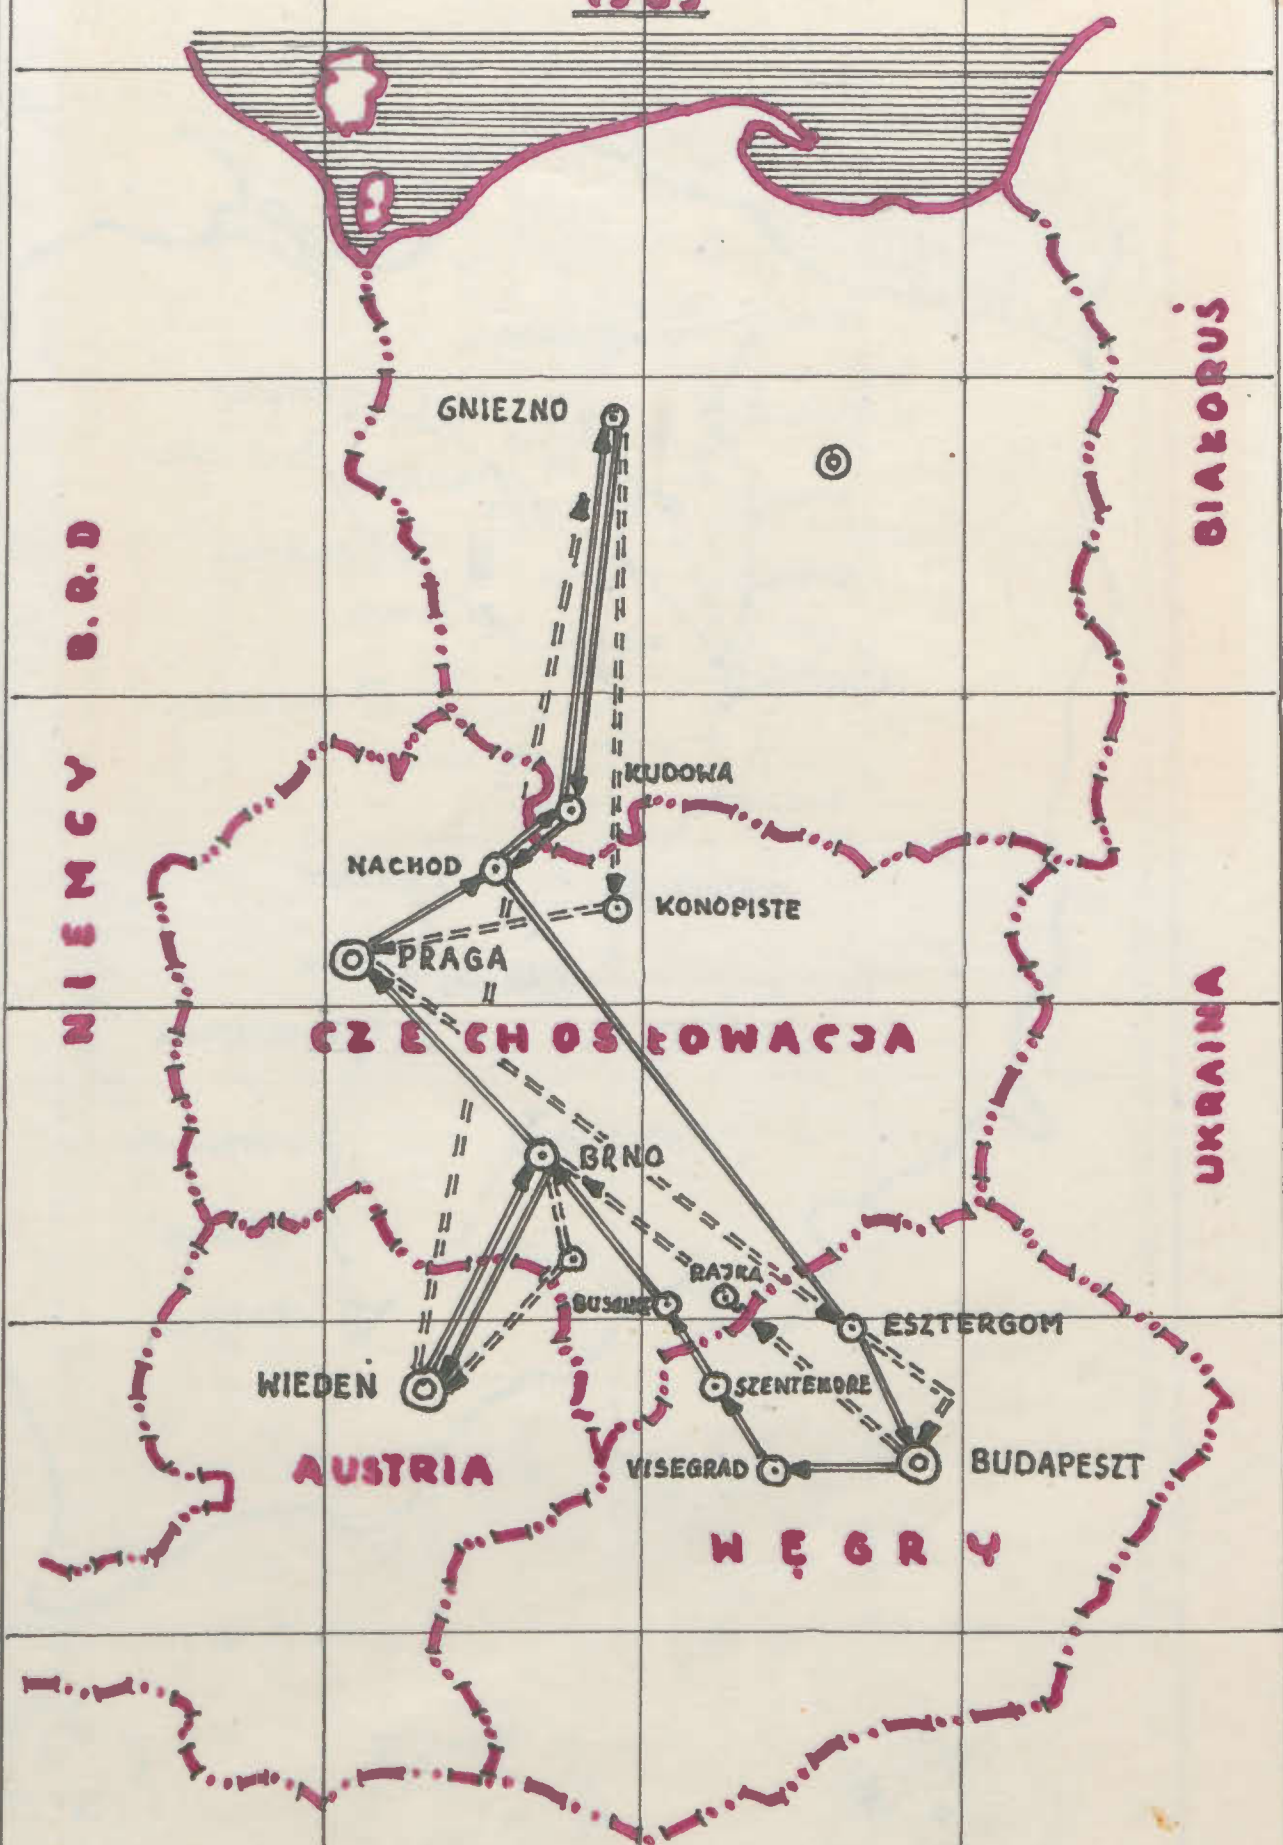 GNIEZNO
BIAŁORUŚ
B.R.D
NIEMCY
KUDOWA
NACHOD
KONOPISTE
PRAGA
CZECHOSŁOWACJA
UKRAINA
BRNO
RAJKA
ESZTERGOM
WIEDEŃ
SZENTENDRE
AUSTRIA
VISEGRAD
BUDAPESZT
WĘGRY